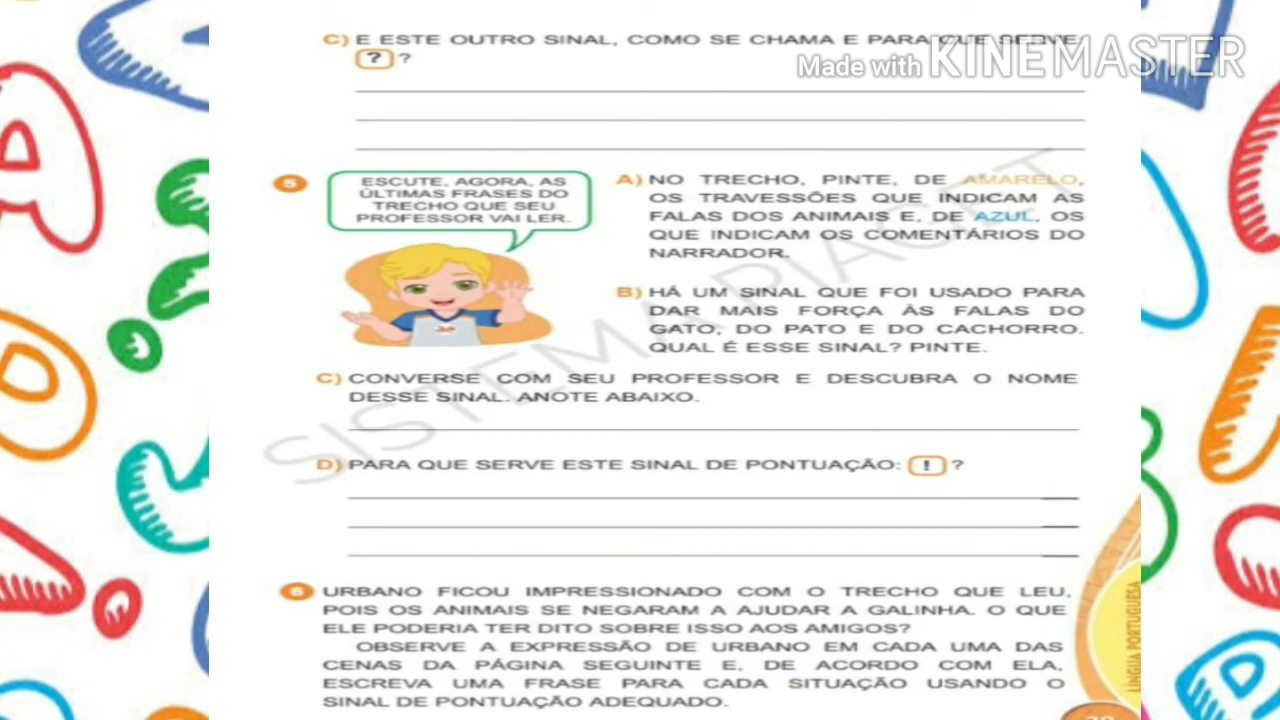 C) E ESTE OUTRO SINAL, COMO SE CHAMA E PARA QUE SERVE
? ?
Made with KINEMASTER
5 ESCUTE, AGORA, AS
ÚLTIMAS FRASES DO
TRECHO QUE SEU
PROFESSOR VAI LER.
A) NO TRECHO, PINTE, DE AMARELO,
OS TRAVESSÕES QUE INDICAM AS
FALAS DOS ANIMAIS E, DE AZUL, OS
QUE INDICAM OS COMENTÁRIOS DO
NARRADOR.
B) HÁ UM SINAL QUE FOI USADO PARA
DAR MAIS FORÇA ÀS FALAS DO
GATO, DO PATO E DO CACHORRO.
QUAL É ESSE SINAL? PINTE.
C) CONVERSE COM SEU PROFESSOR E DESCUBRA O NOME
DESSE SINAL. ANOTE ABAIXO.
D) PARA QUE SERVE ESTE SINAL DE PONTUAÇÃO: ! ?
6 URBANO FICOU IMPRESSIONADO COM O TRECHO QUE LEU,
POIS OS ANIMAIS SE NEGARAM A AJUDAR A GALINHA. O QUE
ELE PODERIA TER DITO SOBRE ISSO AOS AMIGOS?
OBSERVE A EXPRESSÃO DE URBANO EM CADA UMA DAS
CENAS DA PÁGINA SEGUINTE E, DE ACORDO COM ELA,
ESCREVA UMA FRASE PARA CADA SITUAÇÃO USANDO O
SINAL DE PONTUAÇÃO ADEQUADO.
SISTEMA PIAGET
LÍNGUA PORTUGUESA